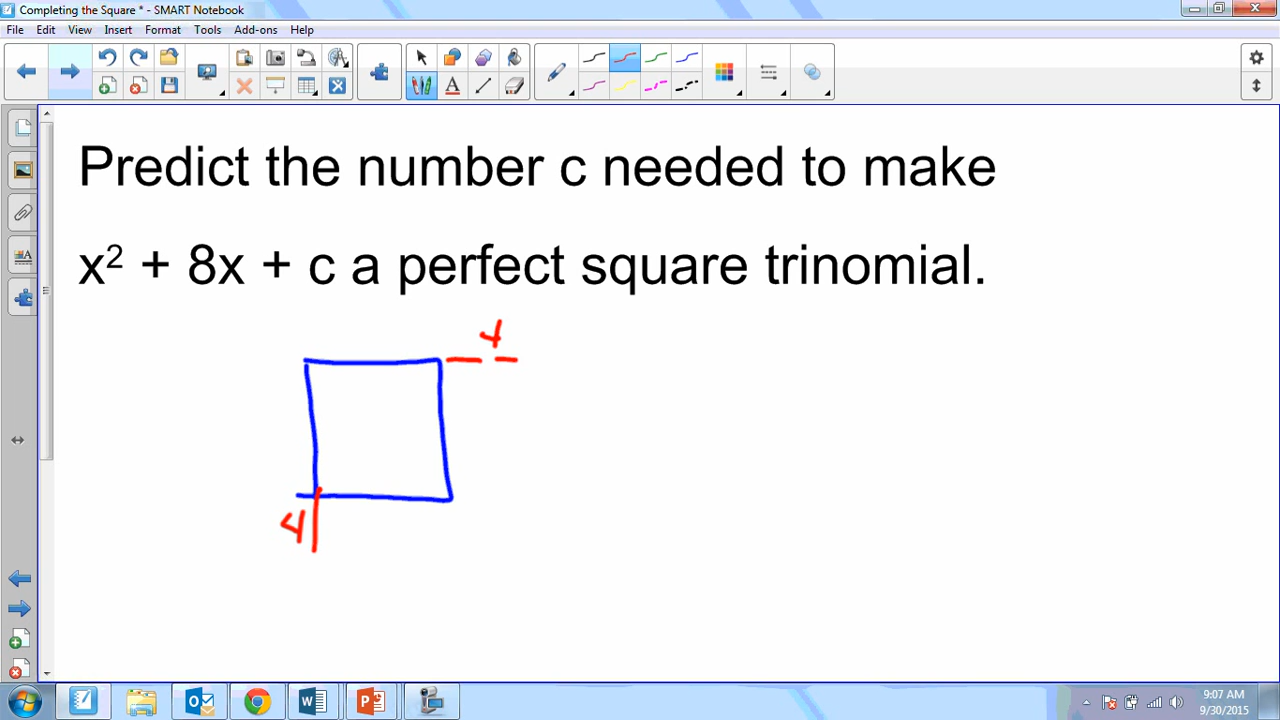 Completing the Square * - SMART Notebook
File Edit View Insert Format Tools Add-ons Help
Predict the number c needed to make
x² + 8x + c a perfect square trinomial.
4
4
9:07 AM
9/30/2015